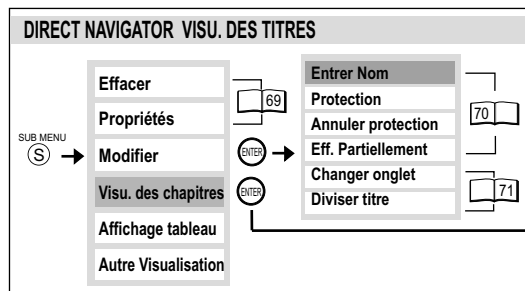 DIRECT NAVIGATOR VISU. DES TITRES
SUB MENU
S
Effacer
Propriétés
69
Modifier
ENTER
Visu. des chapitres
ENTER
Affichage tableau
Autre Visualisation
Entrer Nom
Protection
Annuler protection
Eff. Partiellement
70
Changer onglet
Diviser titre
71